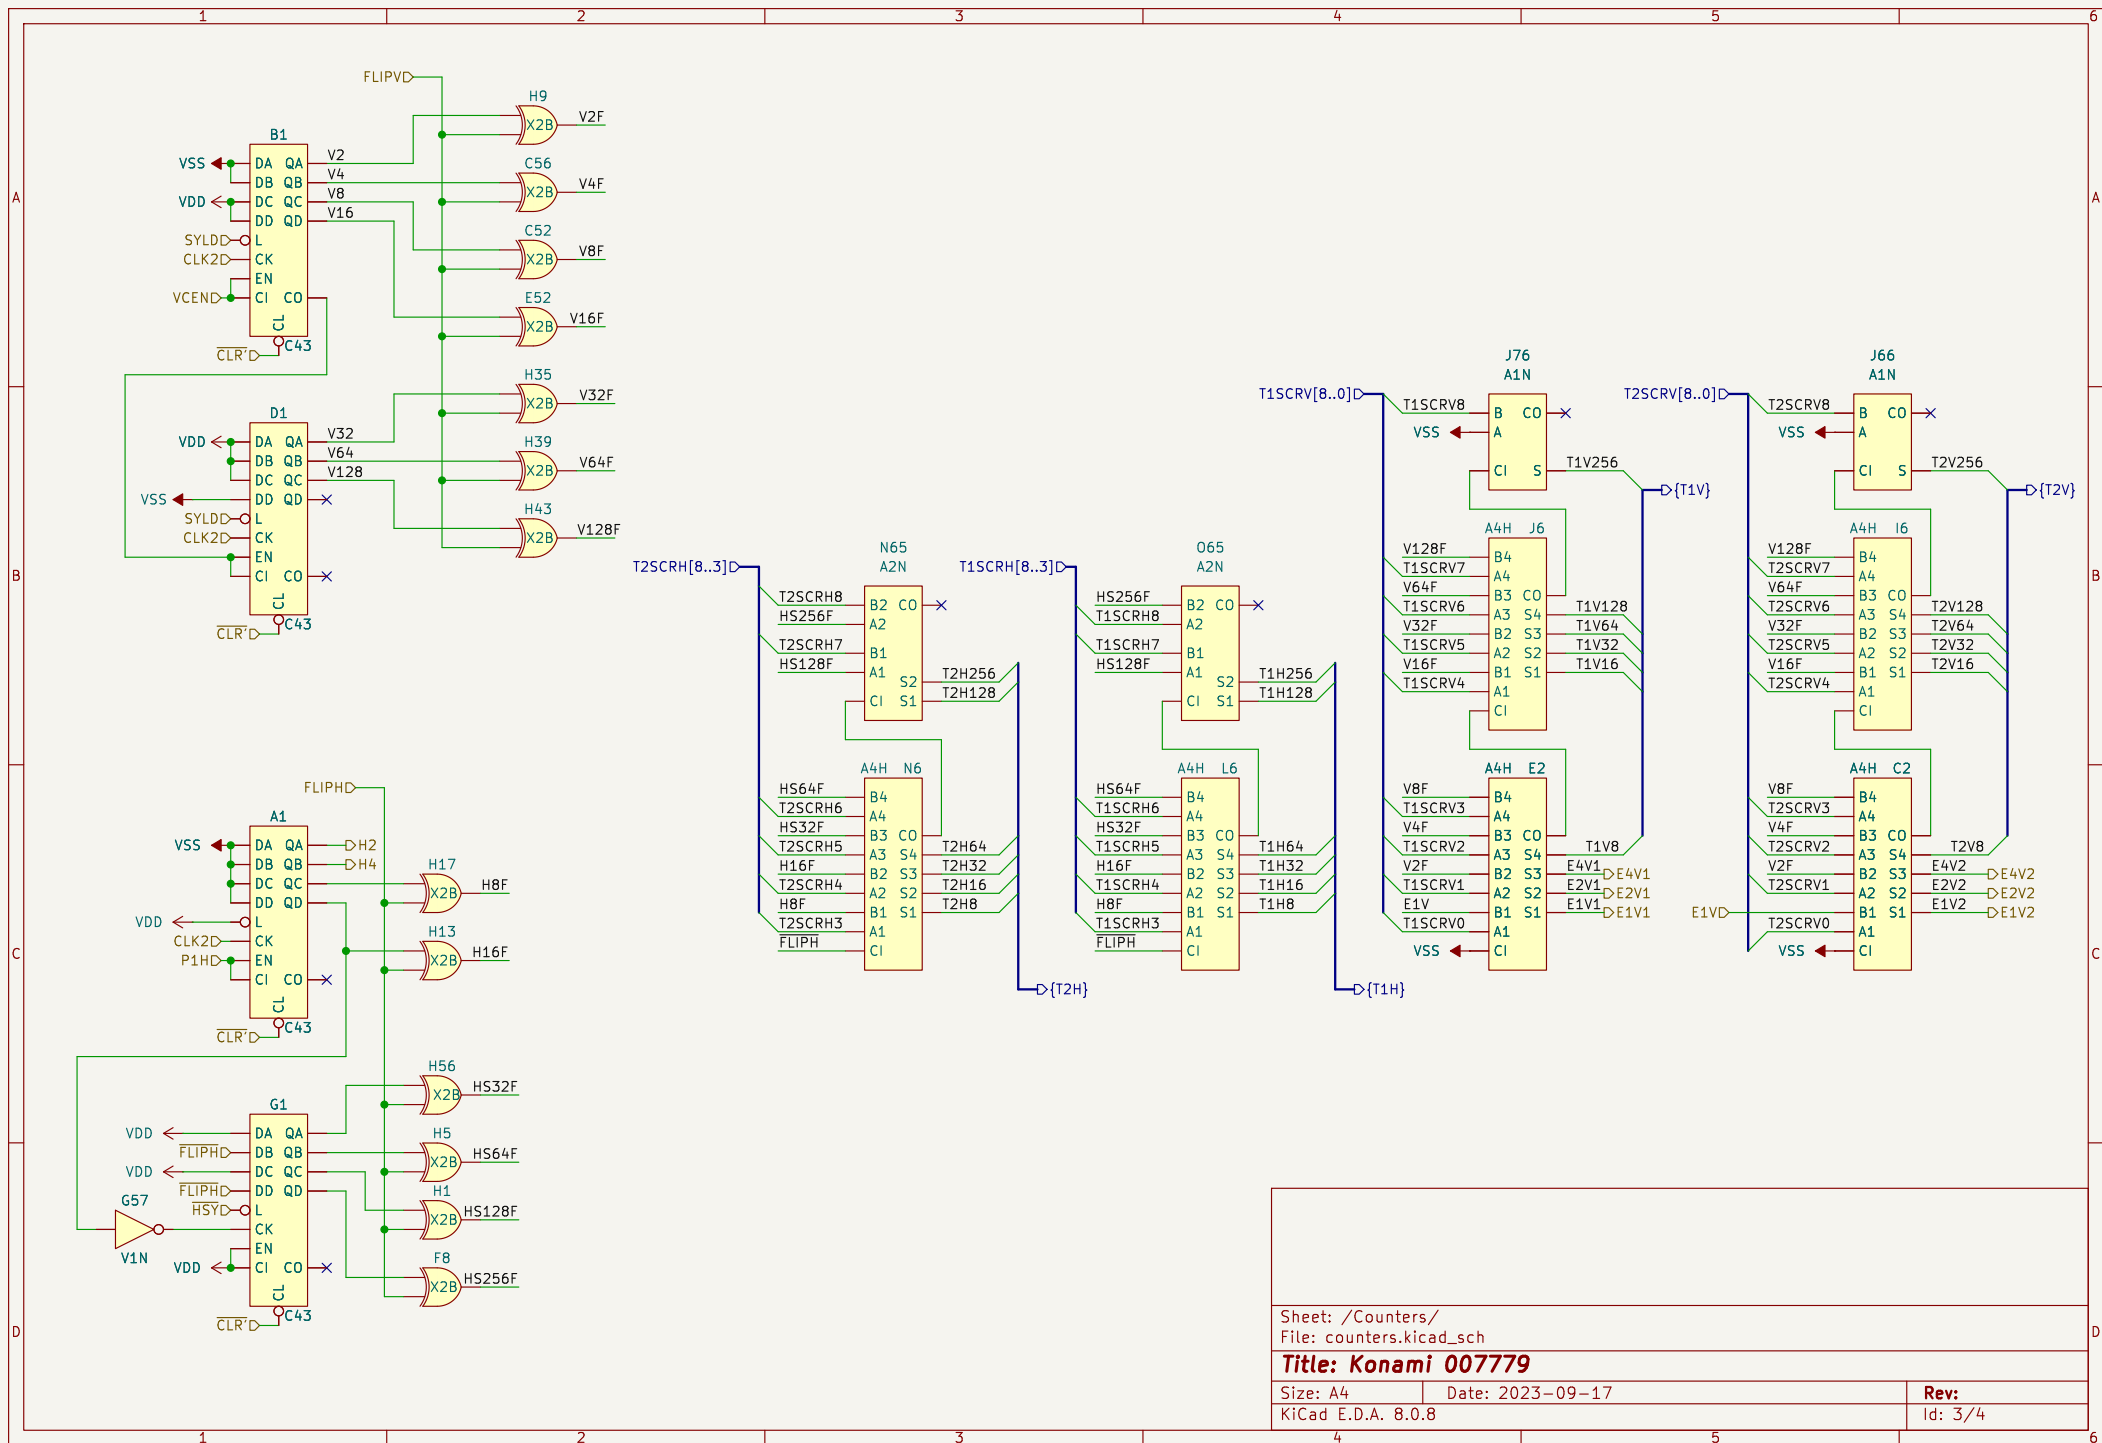 1 2 3 4 5 6
A
B
C
D
A
B
C
D
FLIPV
B1
VSS
VDD
SYLD
CLK2
VCEN
CLR'
DA QA
DB QB
DC QC
DD QD
L
CK
EN
CI CO
CL
C43
V2
V4
V8
V16
H9
X2B
V2F
C56
X2B
V4F
C52
X2B
V8F
E52
X2B
V16F
D1
VDD
VSS
SYLD
CLK2
CLR'
DA QA
DB QB
DC QC
DD QD
L
CK
EN
CI CO
CL
C43
V32
V64
V128
H35
X2B
V32F
H39
X2B
V64F
H43
X2B
V128F
FLIPH
A1
VSS
VDD
CLK2
P1H
CLR'
DA QA
DB QB
DC QC
DD QD
L
CK
EN
CI CO
CL
C43
H2
H4
H17
X2B
H8F
H13
X2B
H16F
G1
VDD
FLIPH
VDD
FLIPH
HSY
G57
V1N
VDD
CLR'
DA QA
DB QB
DC QC
DD QD
L
CK
EN
CI CO
CL
C43
H56
X2B
HS32F
H5
X2B
HS64F
H1
X2B
HS128F
F8
X2B
HS256F
T2SCRH[8..3]
N65
A2N
T2SCRH8
HS256F
T2SCRH7
HS128F
B2 CO
A2
B1
A1
S2
CI S1
T2H256
T2H128
A4H N6
HS64F
T2SCRH6
HS32F
T2SCRH5
H16F
T2SCRH4
H8F
T2SCRH3
FLIPH
B4
A4
B3 CO
A3 S4
B2 S3
A2 S2
B1 S1
A1
CI
T2H64
T2H32
T2H16
T2H8
{T2H}
T1SCRH[8..3]
O65
A2N
HS256F
T1SCRH8
T1SCRH7
HS128F
B2 CO
A2
B1
A1
S2
CI S1
T1H256
T1H128
A4H L6
HS64F
T1SCRH6
HS32F
T1SCRH5
H16F
T1SCRH4
H8F
T1SCRH3
FLIPH
B4
A4
B3 CO
A3 S4
B2 S3
A2 S2
B1 S1
A1
CI
T1H64
T1H32
T1H16
T1H8
{T1H}
T1SCRV[8..0]
J76
A1N
T1SCRV8
VSS
B CO
A
CI S
T1V256
{T1V}
A4H J6
V128F
T1SCRV7
V64F
T1SCRV6
V32F
T1SCRV5
V16F
T1SCRV4
B4
A4
B3 CO
A3 S4
B2 S3
A2 S2
B1 S1
A1
CI
T1V128
T1V64
T1V32
T1V16
A4H E2
V8F
T1SCRV3
V4F
T1SCRV2
V2F
T1SCRV1
E1V
T1SCRV0
VSS
B4
A4
B3 CO
A3 S4
B2 S3
A2 S2
B1 S1
A1
CI
T1V8
E4V1 E4V1
E2V1 E2V1
E1V1 E1V1
T2SCRV[8..0]
J66
A1N
T2SCRV8
VSS
B CO
A
CI S
T2V256
{T2V}
A4H I6
V128F
T2SCRV7
V64F
T2SCRV6
V32F
T2SCRV5
V16F
T2SCRV4
B4
A4
B3 CO
A3 S4
B2 S3
A2 S2
B1 S1
A1
CI
T2V128
T2V64
T2V32
T2V16
A4H C2
V8F
T2SCRV3
V4F
T2SCRV2
V2F
T2SCRV1
E1V
T2SCRV0
VSS
B4
A4
B3 CO
A3 S4
B2 S3
A2 S2
B1 S1
A1
CI
T2V8
E4V2 E4V2
E2V2 E2V2
E1V2 E1V2
Sheet: /Counters/
File: counters.kicad_sch
Title: Konami 007779
Size: A4 Date: 2023-09-17 Rev:
KiCad E.D.A. 8.0.8 Id: 3/4
1 2 3 4 5 6